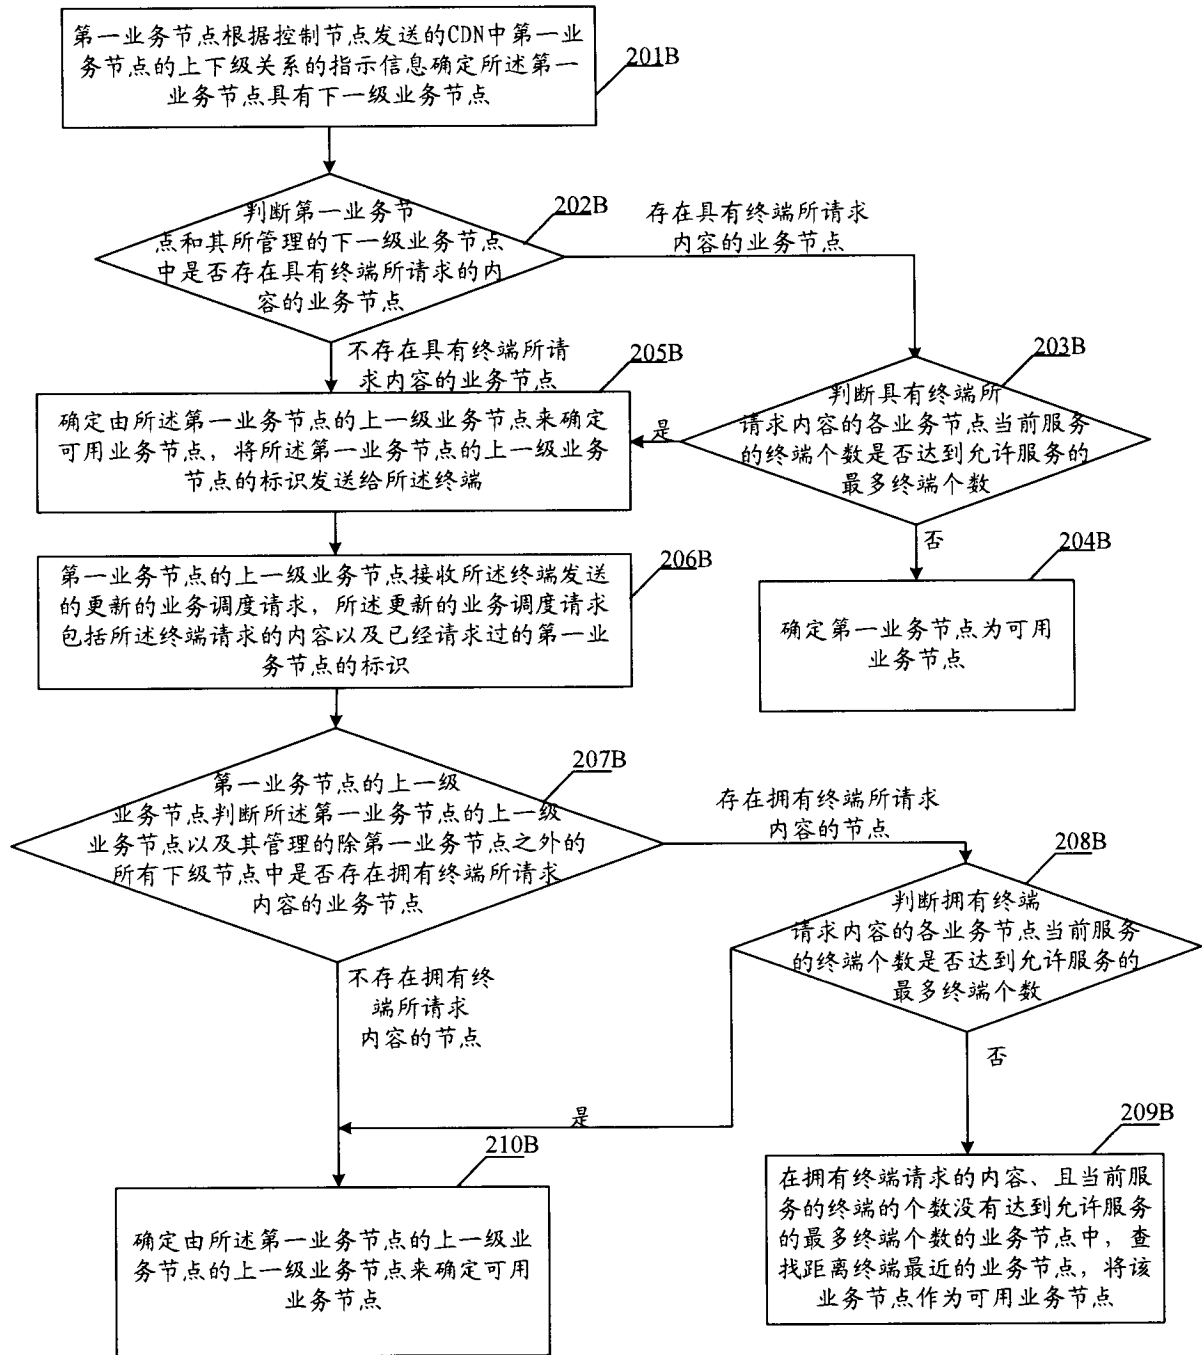 第一业务节点根据控制节点发送的CDN中第一业
务节点的上下级关系的指示信息确定所述第一
业务节点具有下一级业务节点
201B
判断第一业务节
点和其所管理的下一级业务节点
中是否存在具有终端所请求的内
容的业务节点
202B
存在具有终端所请求
内容的业务节点
不存在具有终端所请
求内容的业务节点
205B
203B
判断具有终端所
请求内容的各业务节点当前服务
的终端个数是否达到允许服务的
最多终端个数
是
确定由所述第一业务节点的上一级业务节点来确定
可用业务节点，将所述第一业务节点的上一级业务
节点的标识发送给所述终端
否
204B
确定第一业务节点为可用
业务节点
206B
第一业务节点的上一级业务节点接收所述终端发送
的更新的业务调度请求，所述更新的业务调度请求
包括所述终端请求的内容以及已经请求过的第一业
务节点的标识
207B
第一业务节点的上一级
业务节点判断所述第一业务节点的上一级
业务节点以及其管理的除第一业务节点之外的
所有下级节点中是否存在拥有终端所请求
内容的业务节点
存在拥有终端所请求
内容的节点
208B
判断拥有终端
请求内容的各业务节点当前服务
的终端个数是否达到允许服务的
最多终端个数
不存在拥有终
端所请求
内容的节点
否
是
209B
在拥有终端请求的内容、且当前服
务的终端的个数没有达到允许服务
的最多终端个数的业务节点中，查
找距离终端最近的业务节点，将该
业务节点作为可用业务节点
210B
确定由所述第一业务节点的上一级业
务节点的上一级业务节点来确定可用
业务节点